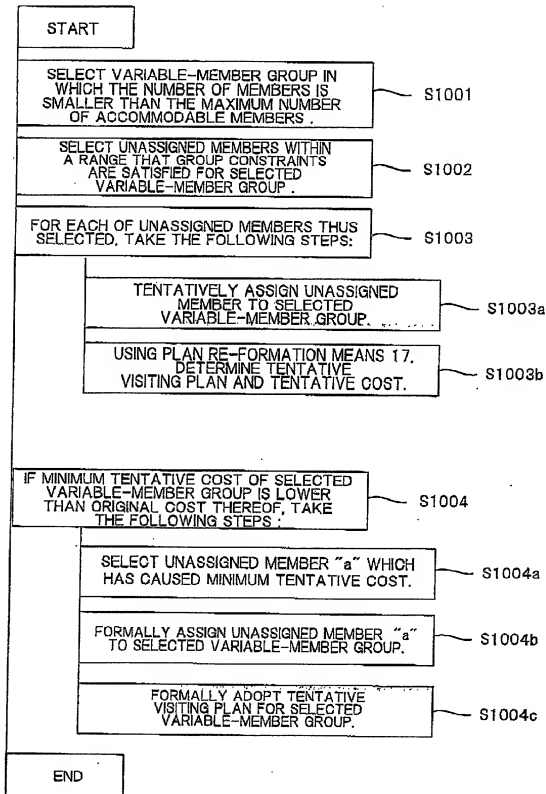 START
SELECT VARIABLE-MEMBER GROUP IN
WHICH THE NUMBER OF MEMBERS IS
SMALLER THAN THE MAXIMUM NUMBER
OF ACCOMMODABLE MEMBERS .
S1001
SELECT UNASSIGNED MEMBERS WITHIN
A RANGE THAT GROUP CONSTRAINTS
ARE SATISFIED FOR SELECTED
VARIABLE-MEMBER GROUP .
S1002
FOR EACH OF UNASSIGNED MEMBERS THUS
SELECTED, TAKE THE FOLLOWING STEPS:
S1003
TENTATIVELY ASSIGN UNASSIGNED
MEMBER TO SELECTED
VARIABLE-MEMBER GROUP.
S1003a
USING PLAN RE-FORMATION MEANS 17,
DETERMINE TENTATIVE
VISITING PLAN AND TENTATIVE COST.
S1003b
IF MINIMUM TENTATIVE COST OF SELECTED
VARIABLE-MEMBER GROUP IS LOWER
THAN ORIGINAL COST THEREOF, TAKE
THE FOLLOWING STEPS :
S1004
SELECT UNASSIGNED MEMBER "a" WHICH
HAS CAUSED MINIMUM TENTATIVE COST.
S1004a
FORMALLY ASSIGN UNASSIGNED MEMBER "a"
TO SELECTED VARIABLE-MEMBER GROUP.
S1004b
FORMALLY ADOPT TENTATIVE
VISITING PLAN FOR SELECTED
VARIABLE-MEMBER GROUP.
S1004c
END